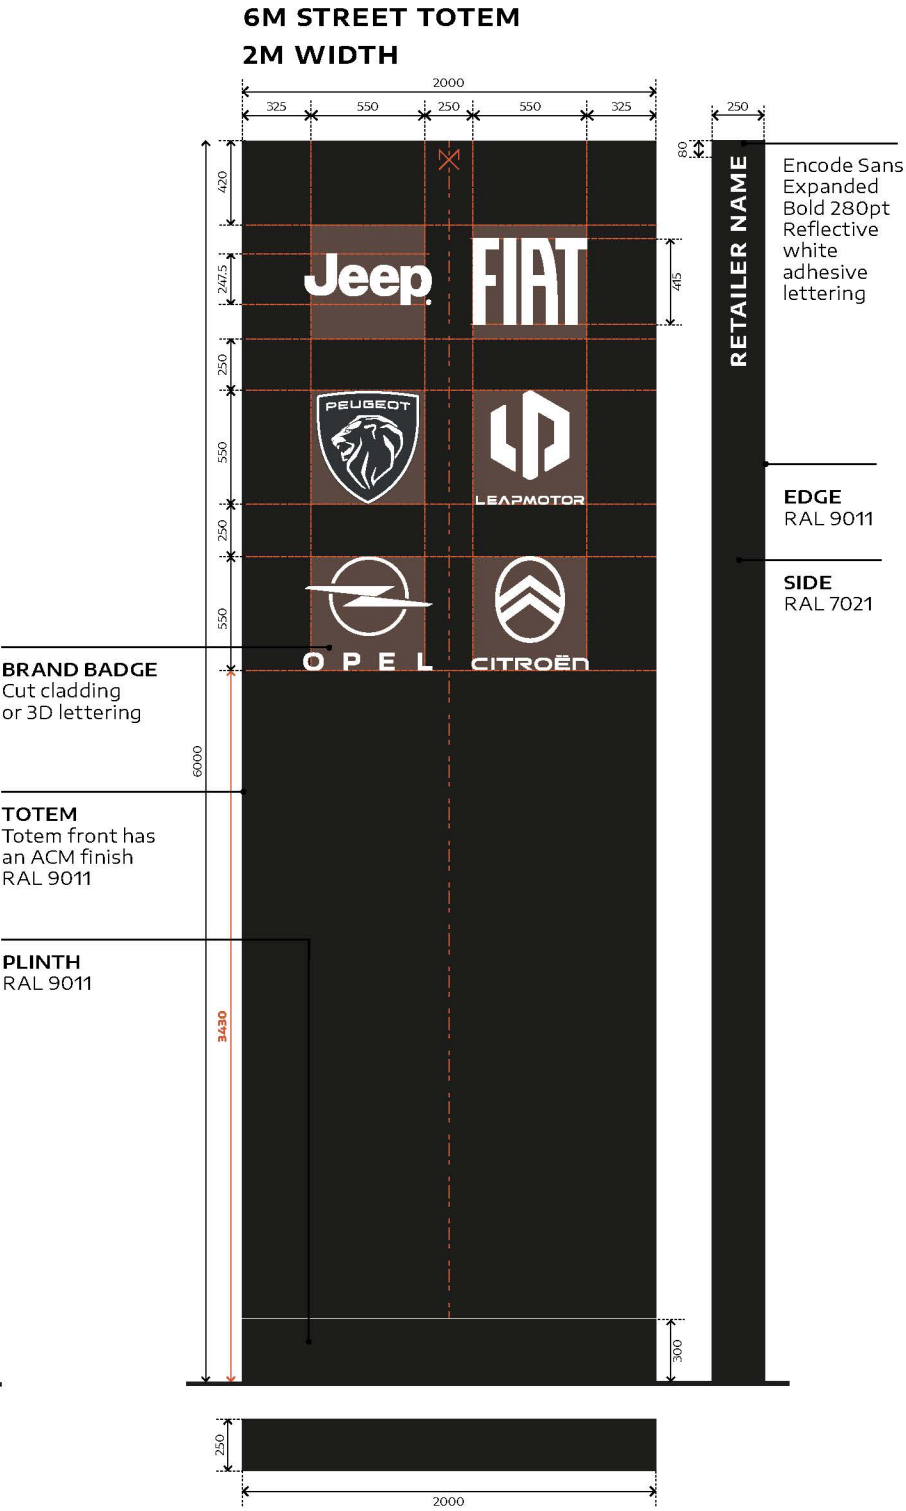 6M STREET TOTEM
2M WIDTH
2000
325
550
250
550
325
250
80
420
247.5
250
550
250
550
6000
3430
415
300
Jeep
FIAT
PEUGEOT
LEAPMOTOR
OPEL
CITROËN
RETAILER NAME
Encode Sans
Expanded
Bold 280pt
Reflective
white
adhesive
lettering
EDGE
RAL 9011
SIDE
RAL 7021
BRAND BADGE
Cut cladding
or 3D lettering
TOTEM
Totem front has
an ACM finish
RAL 9011
PLINTH
RAL 9011
250
2000